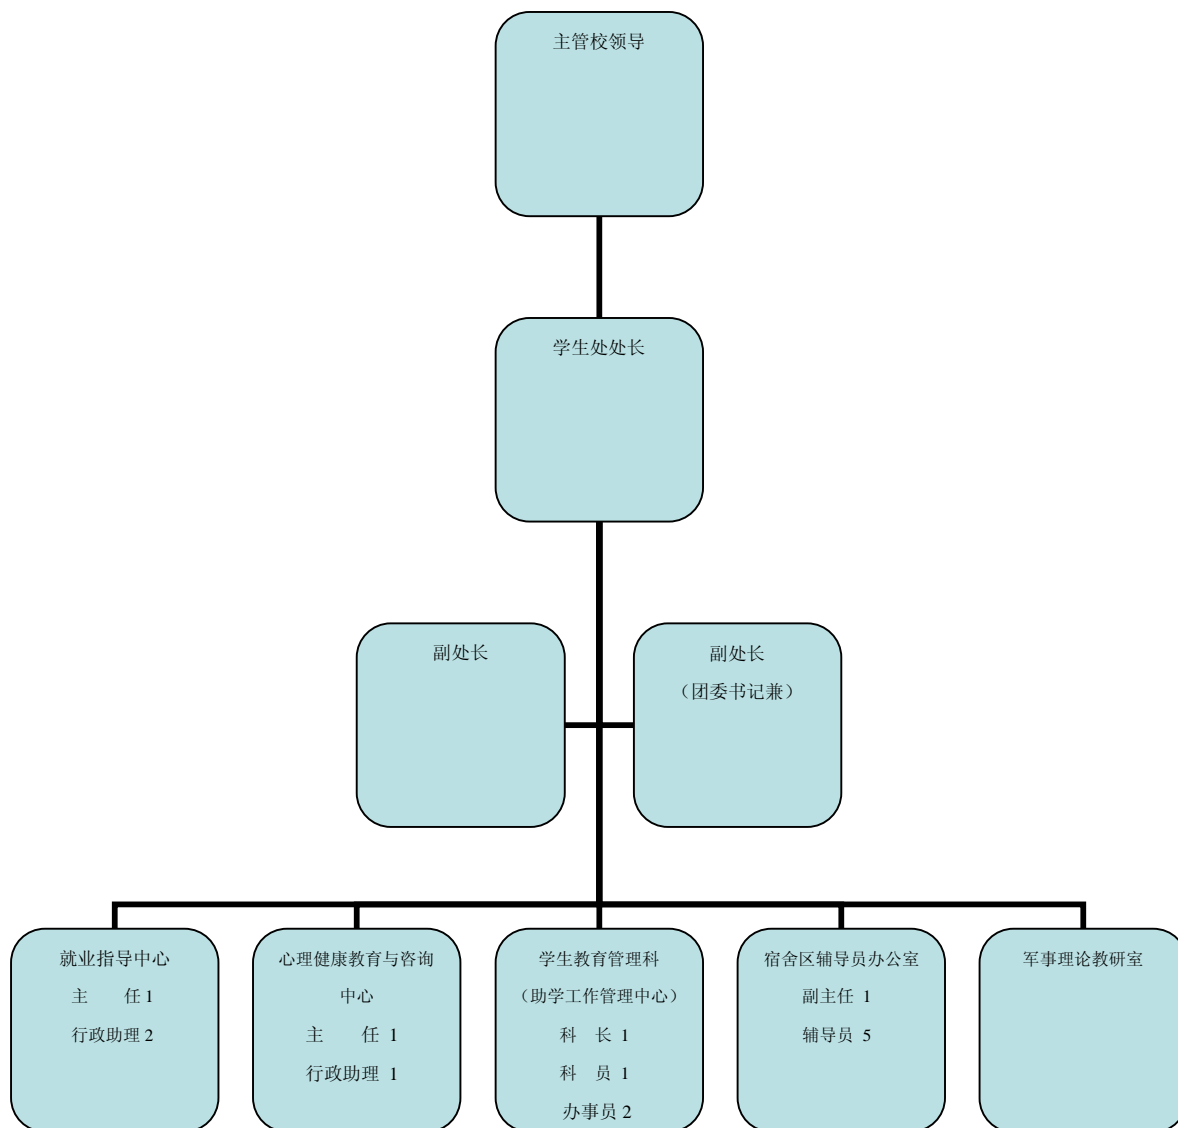 主管校领导
学生处处长
副处长
副处长
（团委书记兼）
就业指导中心
主　　任 1
行政助理 2
心理健康教育与咨询
中心
主　　任 1
行政助理 1
学生教育管理科
（助学工作管理中心）
科　长 1
科　员 1
办事员 2
宿舍区辅导员办公室
副主任 1
辅导员 5
军事理论教研室